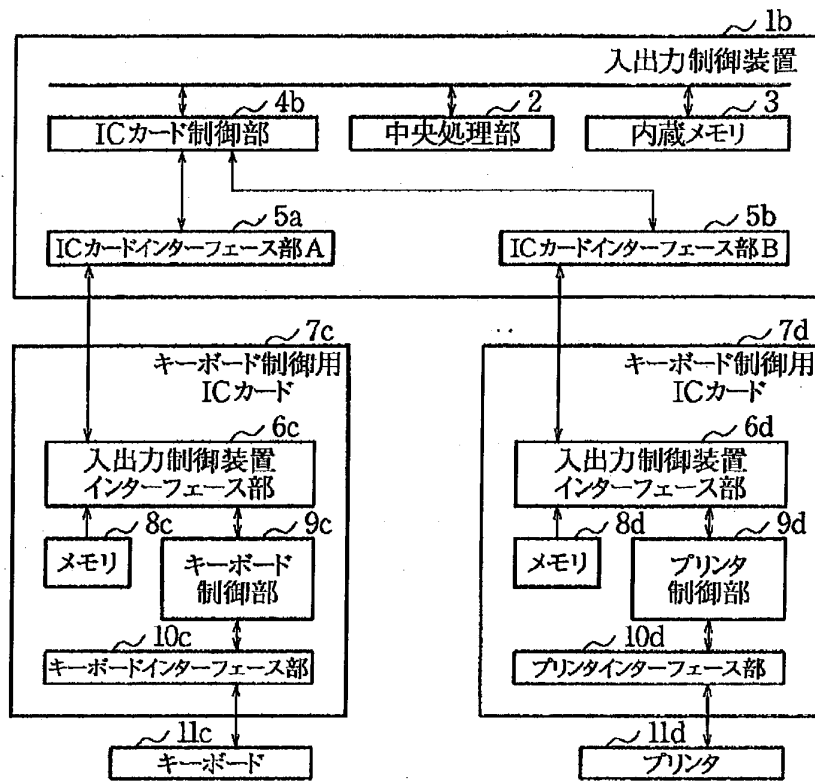 1b
入出力制御装置
4b
2
3
ICカード制御部
中央処理部
内蔵メモリ
5a
5b
ICカードインターフェース部A
ICカードインターフェース部B
7c
キーボード制御用
ICカード
6c
入出力制御装置
インターフェース部
8c
9c
メモリ
キーボード
制御部
10c
キーボードインターフェース部
11c
キーボード
7d
キーボード制御用
ICカード
6d
入出力制御装置
インターフェース部
8d
9d
メモリ
プリンタ
制御部
10d
プリンタインターフェース部
11d
プリンタ